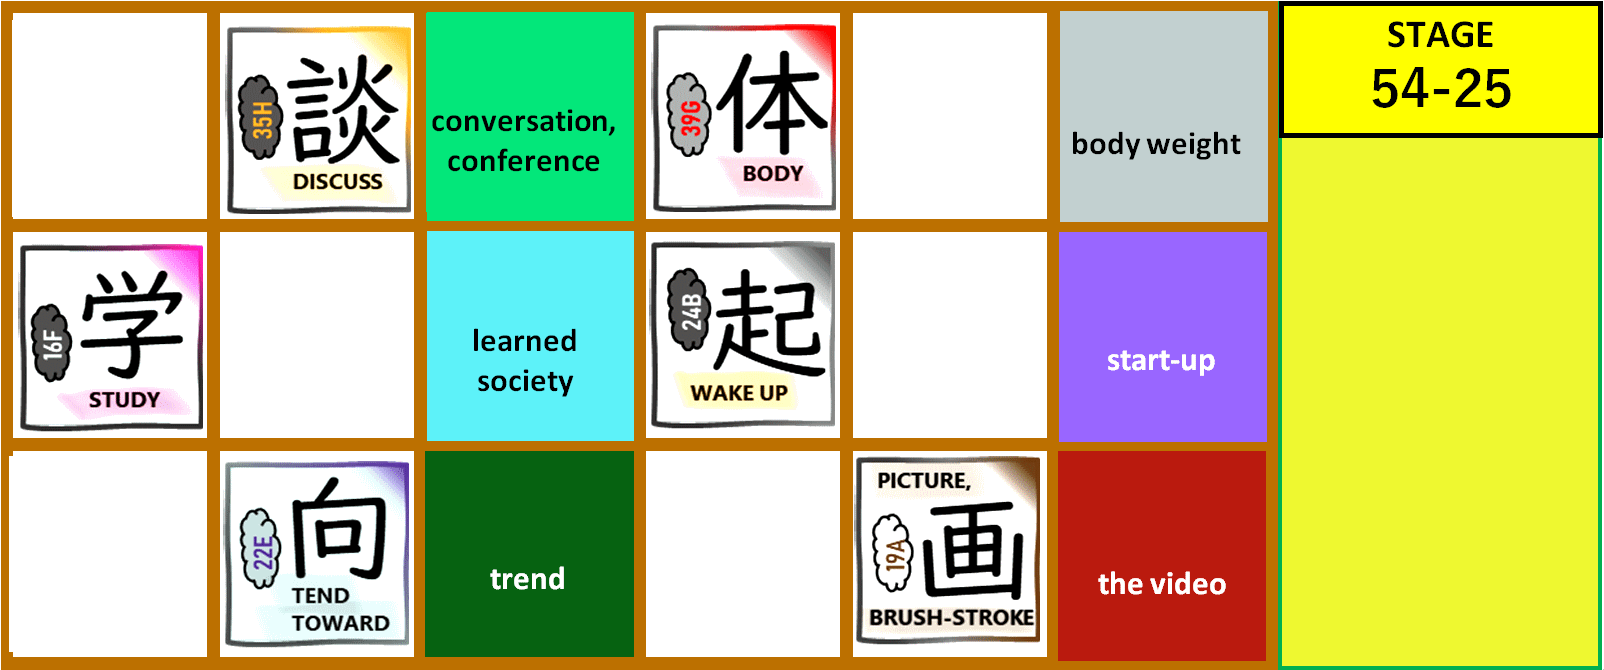 談
35H
DISCUSS
conversation,
conference
体
39G
BODY
body weight
STAGE
54-25
学
16F
STUDY
learned
society
起
24B
WAKE UP
start-up
向
22E
TEND
TOWARD
trend
PICTURE,
画
19A
BRUSH-STROKE
the video